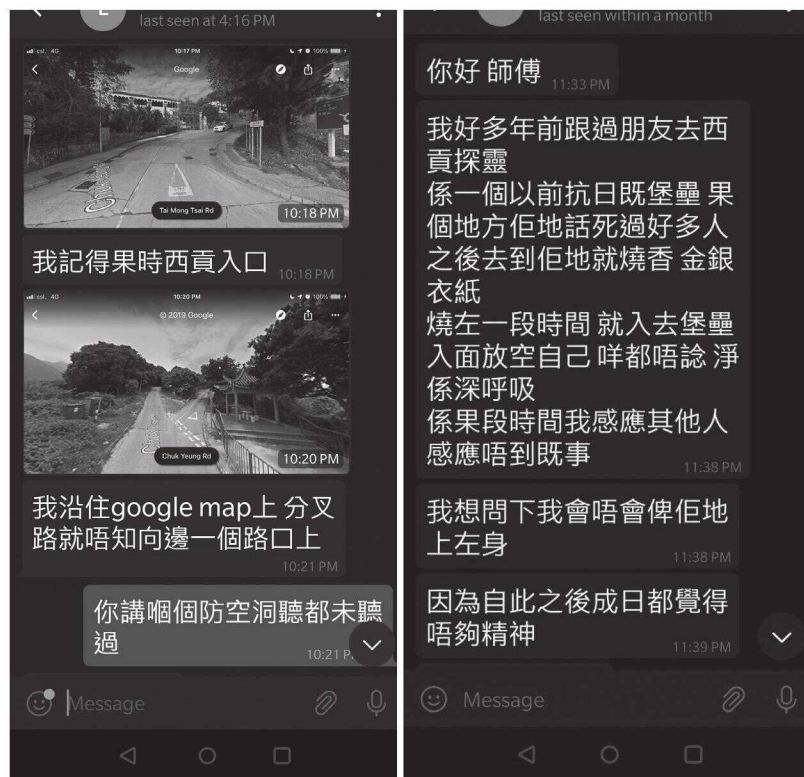 last seen at 4:16 PM
csl. 4G
10:17 PM
100%
Google
Tai Mong Tsai Rd
10:18 PM
我記得果時西貢入口
10:18 PM
csl. 4G
10:20 PM
100%
© 2019 Google
Chuk Yeung Rd
10:20 PM
我沿住google map上 分叉
路就唔知向邊一個路口上
10:21 PM
你講嗰個防空洞聽都未聽
過
10:21 P
Message
last seen within a month
你好 師傅
11:33 PM
我好多年前跟過朋友去西
貢探靈
係一個以前抗日既堡壘 果
個地方佢地話死過好多人
之後去到佢地就燒香 金銀
衣紙
燒左一段時間 就入去堡壘
入面放空自己 咩都唔諗 淨
係深呼吸
係果段時間我感應其他人
感應唔到既事
11:38 PM
我想問下我會唔會俾佢地
上左身
11:38 PM
因為自此之後成日都覺得
唔夠精神
11:39 PM
Message